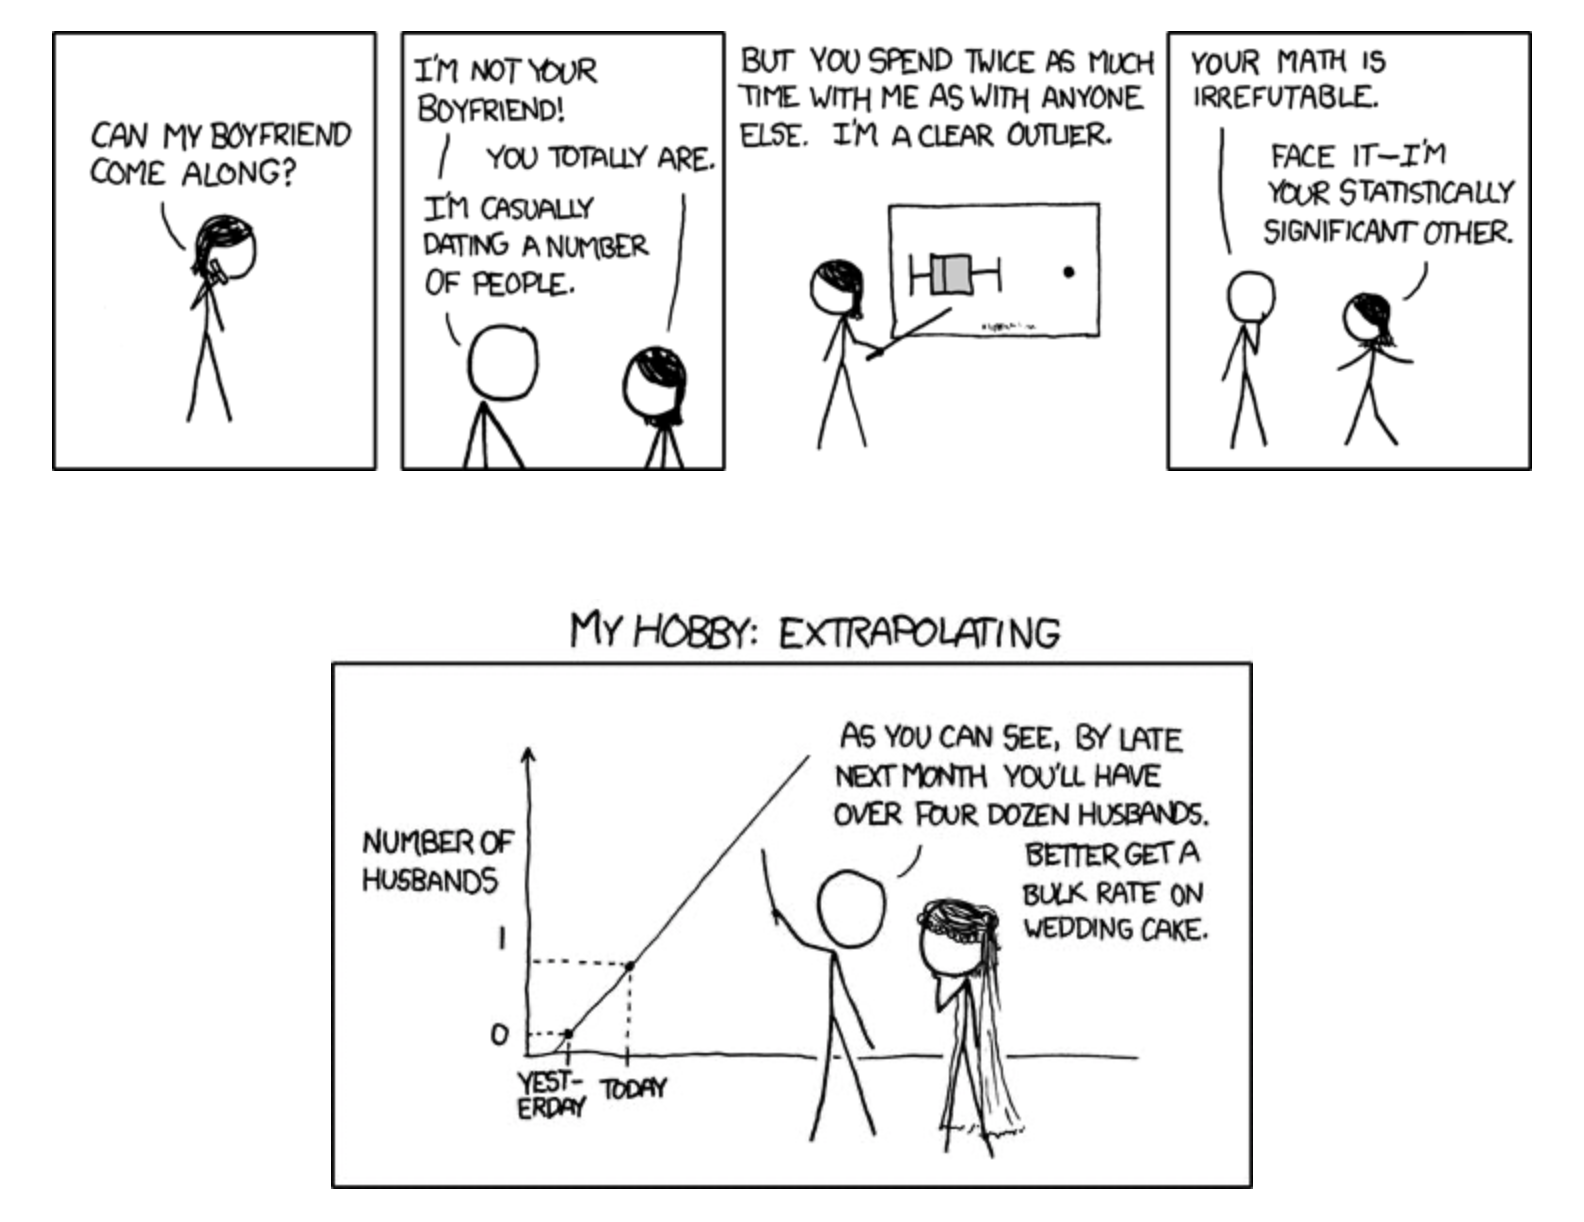 CAN MY BOYFRIEND
COME ALONG?
I'M NOT YOUR
BOYFRIEND!
YOU TOTALLY ARE.
I'M CASUALLY
DATING A NUMBER
OF PEOPLE.
BUT YOU SPEND TWICE AS MUCH
TIME WITH ME AS WITH ANYONE
ELSE. I'M A CLEAR OUTLIER.
YOUR MATH IS
IRREFUTABLE.
FACE IT—I'M
YOUR STATISTICALLY
SIGNIFICANT OTHER.
MY HOBBY: EXTRAPOLATING
AS YOU CAN SEE, BY LATE
NEXT MONTH YOU'LL HAVE
OVER FOUR DOZEN HUSBANDS.
BETTER GET A
BULK RATE ON
WEDDING CAKE.
NUMBER OF
HUSBANDS
1
0
YEST-
ERDAY
TODAY